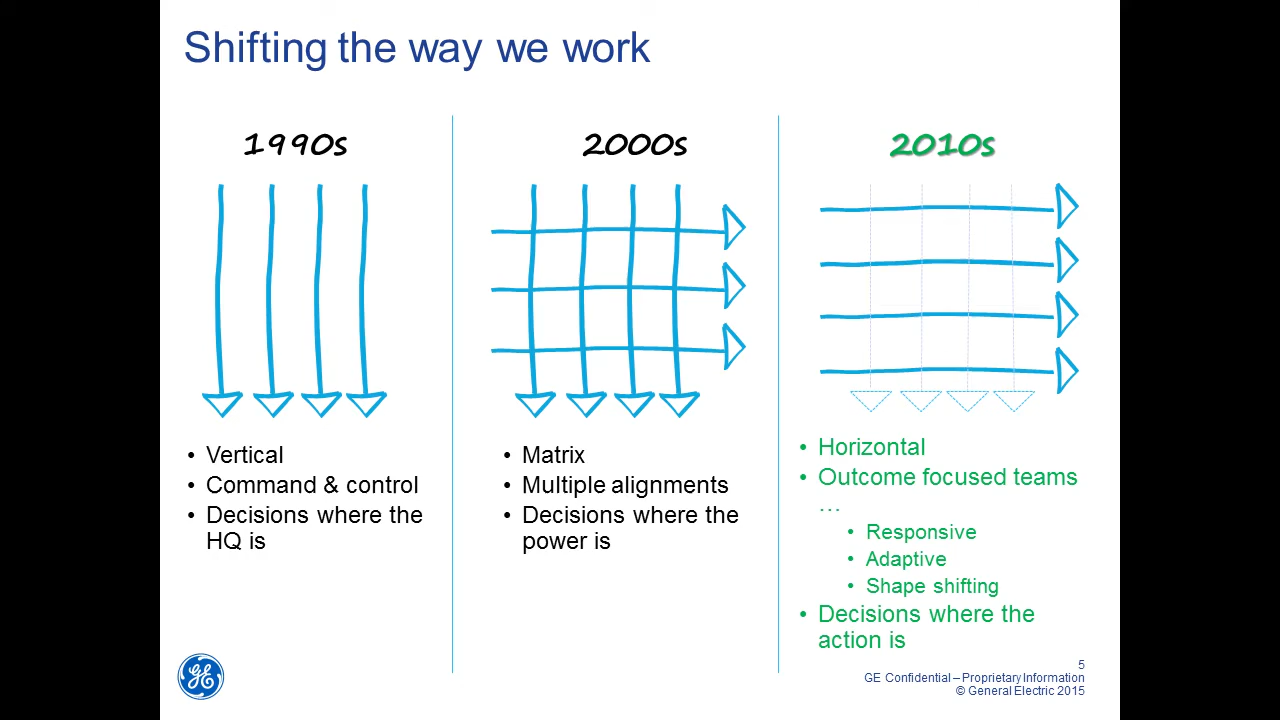 Shifting the way we work
1990s
• Vertical
• Command & control
• Decisions where the
HQ is
2000s
• Matrix
• Multiple alignments
• Decisions where the
power is
2010s
• Horizontal
• Outcome focused teams
…
• Responsive
• Adaptive
• Shape shifting
• Decisions where the
action is
GE
5
GE Confidential – Proprietary Information
© General Electric 2015